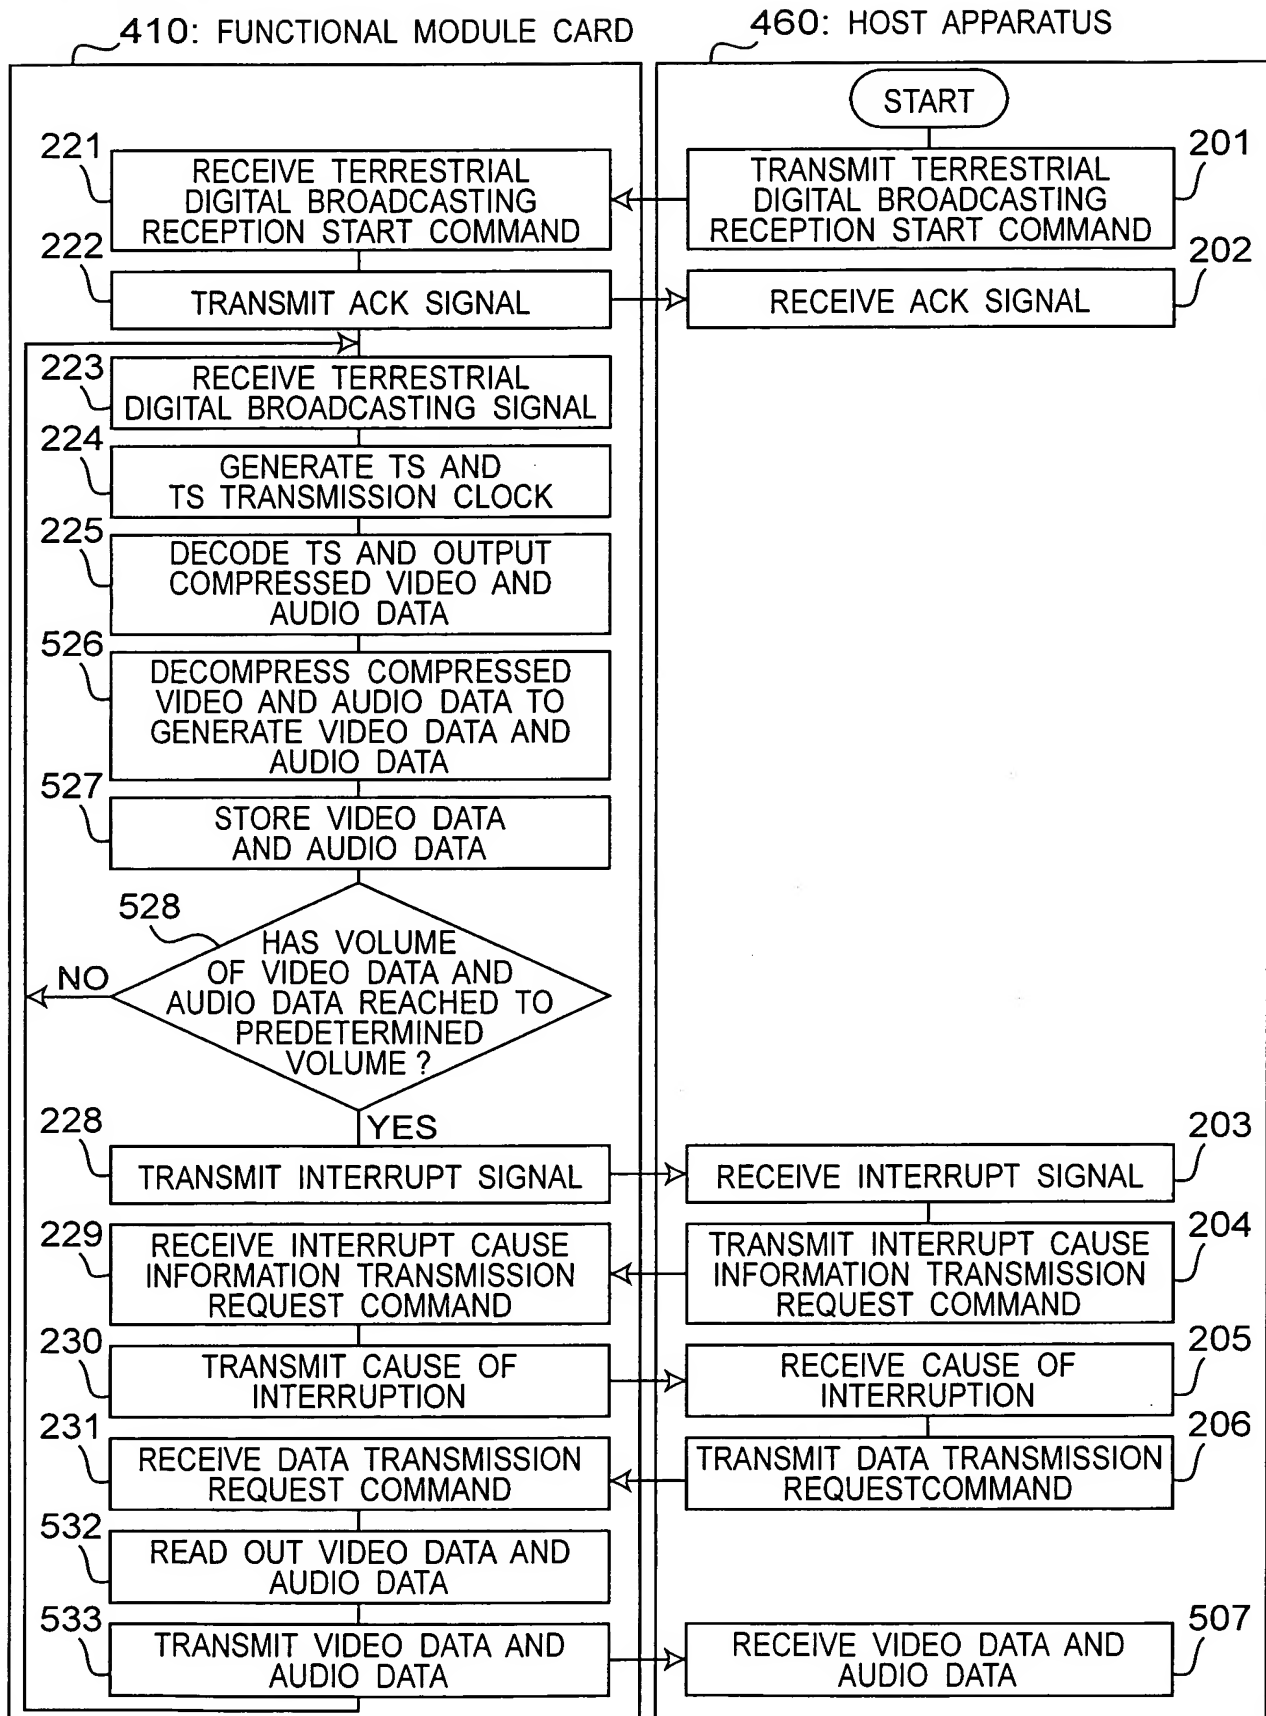 410: FUNCTIONAL MODULE CARD
460: HOST APPARATUS
START
221
RECEIVE TERRESTRIAL
DIGITAL BROADCASTING
RECEPTION START COMMAND
201
TRANSMIT TERRESTRIAL
DIGITAL BROADCASTING
RECEPTION START COMMAND
222
TRANSMIT ACK SIGNAL
202
RECEIVE ACK SIGNAL
223
RECEIVE TERRESTRIAL
DIGITAL BROADCASTING SIGNAL
224
GENERATE TS AND
TS TRANSMISSION CLOCK
225
DECODE TS AND OUTPUT
COMPRESSED VIDEO AND
AUDIO DATA
526
DECOMPRESS COMPRESSED
VIDEO AND AUDIO DATA TO
GENERATE VIDEO DATA AND
AUDIO DATA
527
STORE VIDEO DATA
AND AUDIO DATA
528
HAS VOLUME
OF VIDEO DATA AND
AUDIO DATA REACHED TO
PREDETERMINED
VOLUME ?
NO
YES
228
TRANSMIT INTERRUPT SIGNAL
203
RECEIVE INTERRUPT SIGNAL
229
RECEIVE INTERRUPT CAUSE
INFORMATION TRANSMISSION
REQUEST COMMAND
204
TRANSMIT INTERRUPT CAUSE
INFORMATION TRANSMISSION
REQUEST COMMAND
230
TRANSMIT CAUSE OF
INTERRUPTION
205
RECEIVE CAUSE OF
INTERRUPTION
231
RECEIVE DATA TRANSMISSION
REQUEST COMMAND
206
TRANSMIT DATA TRANSMISSION
REQUESTCOMMAND
532
READ OUT VIDEO DATA AND
AUDIO DATA
533
TRANSMIT VIDEO DATA AND
AUDIO DATA
507
RECEIVE VIDEO DATA AND
AUDIO DATA